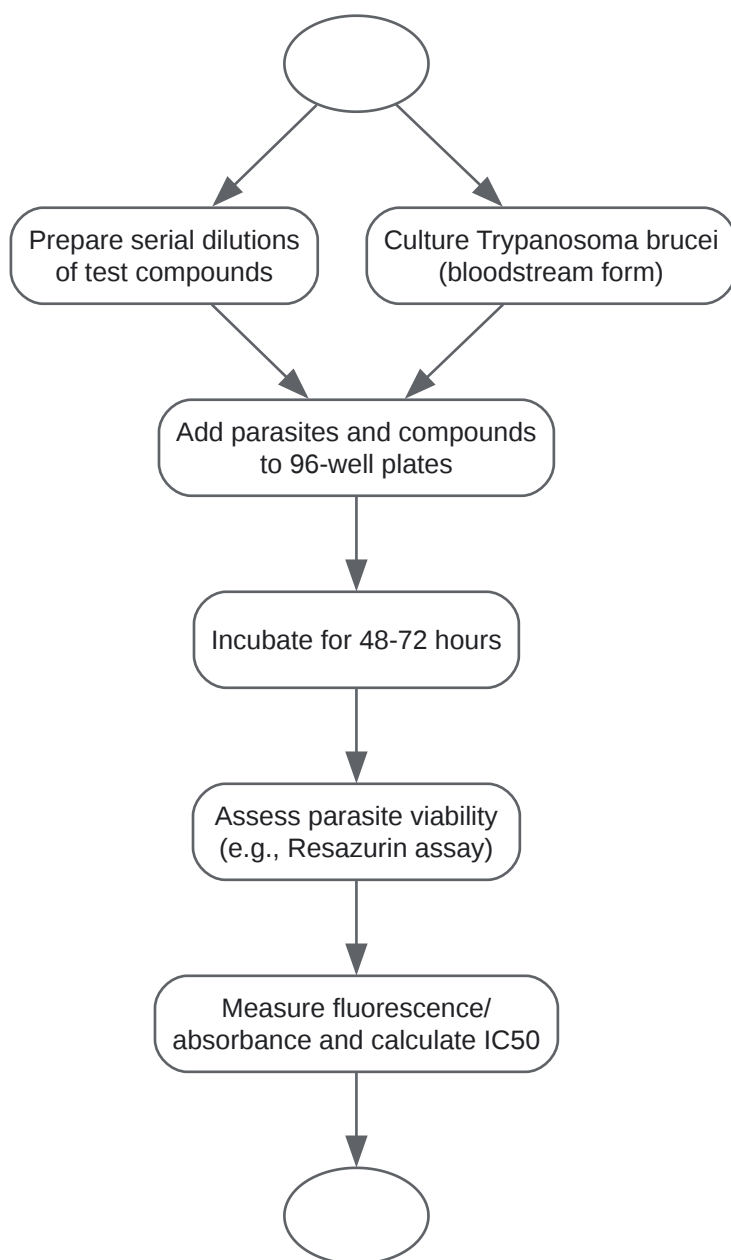 Prepare serial dilutions
of test compounds
Culture Trypanosoma brucei
(bloodstream form)
Add parasites and compounds
to 96-well plates
Incubate for 48-72 hours
Assess parasite viability
(e.g., Resazurin assay)
Measure fluorescence/
absorbance and calculate IC50